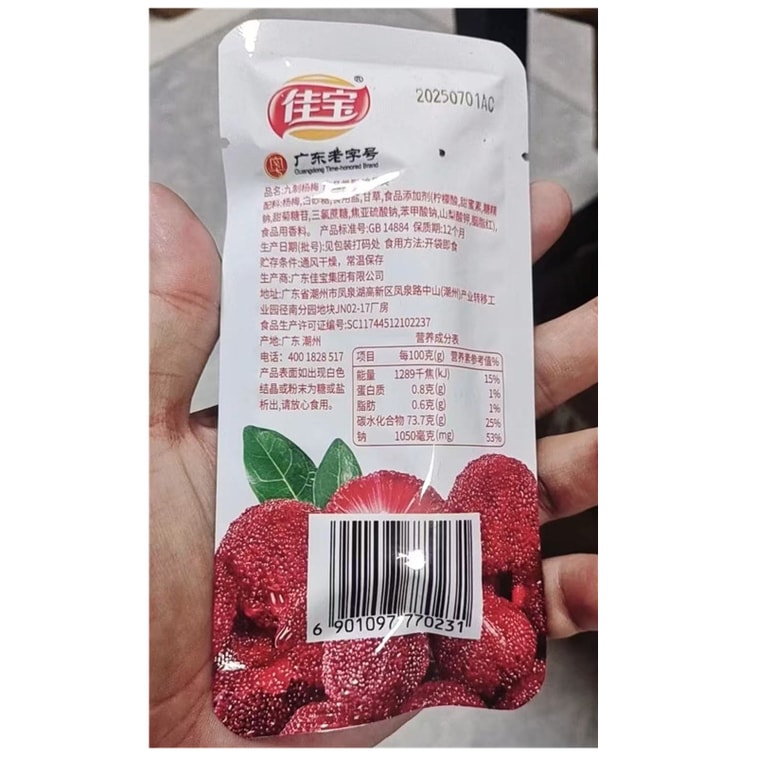 佳宝®
20250701AC
广东老字号
Guangdong Time-honored Brand
品名:九制杨梅
配料:杨梅,白砂糖,食用盐,甘草,食品添加剂(柠檬酸,甜蜜素,糖精
钠,甜菊糖苷,三氯蔗糖,焦亚硫酸钠,苯甲酸钠,山梨酸钾,胭脂红),
食品用香料。 产品标准号:GB 14884 保质期:12个月
生产日期(批号):见包装打码处 食用方法:开袋即食
贮存条件:通风干燥，常温保存
生产商:广东佳宝集团有限公司
地址:广东省潮州市凤泉湖高新区凤泉路中山(潮州)产业转移工
业园径南分园地块JN02-17厂房
食品生产许可证编号:SC11744512102237
产地:广东 潮州
电话：400 1828 517
产品表面如出现白色
结晶或粉末为糖或盐
析出,请放心食用。
营养成分表
项目 每100克(g) 营养素参考值%
能量 1289千焦(kJ) 15%
蛋白质 0.8克(g) 1%
脂肪 0.6克(g) 1%
碳水化合物 73.7克(g) 25%
钠 1050毫克(mg) 53%
6 901097 770231